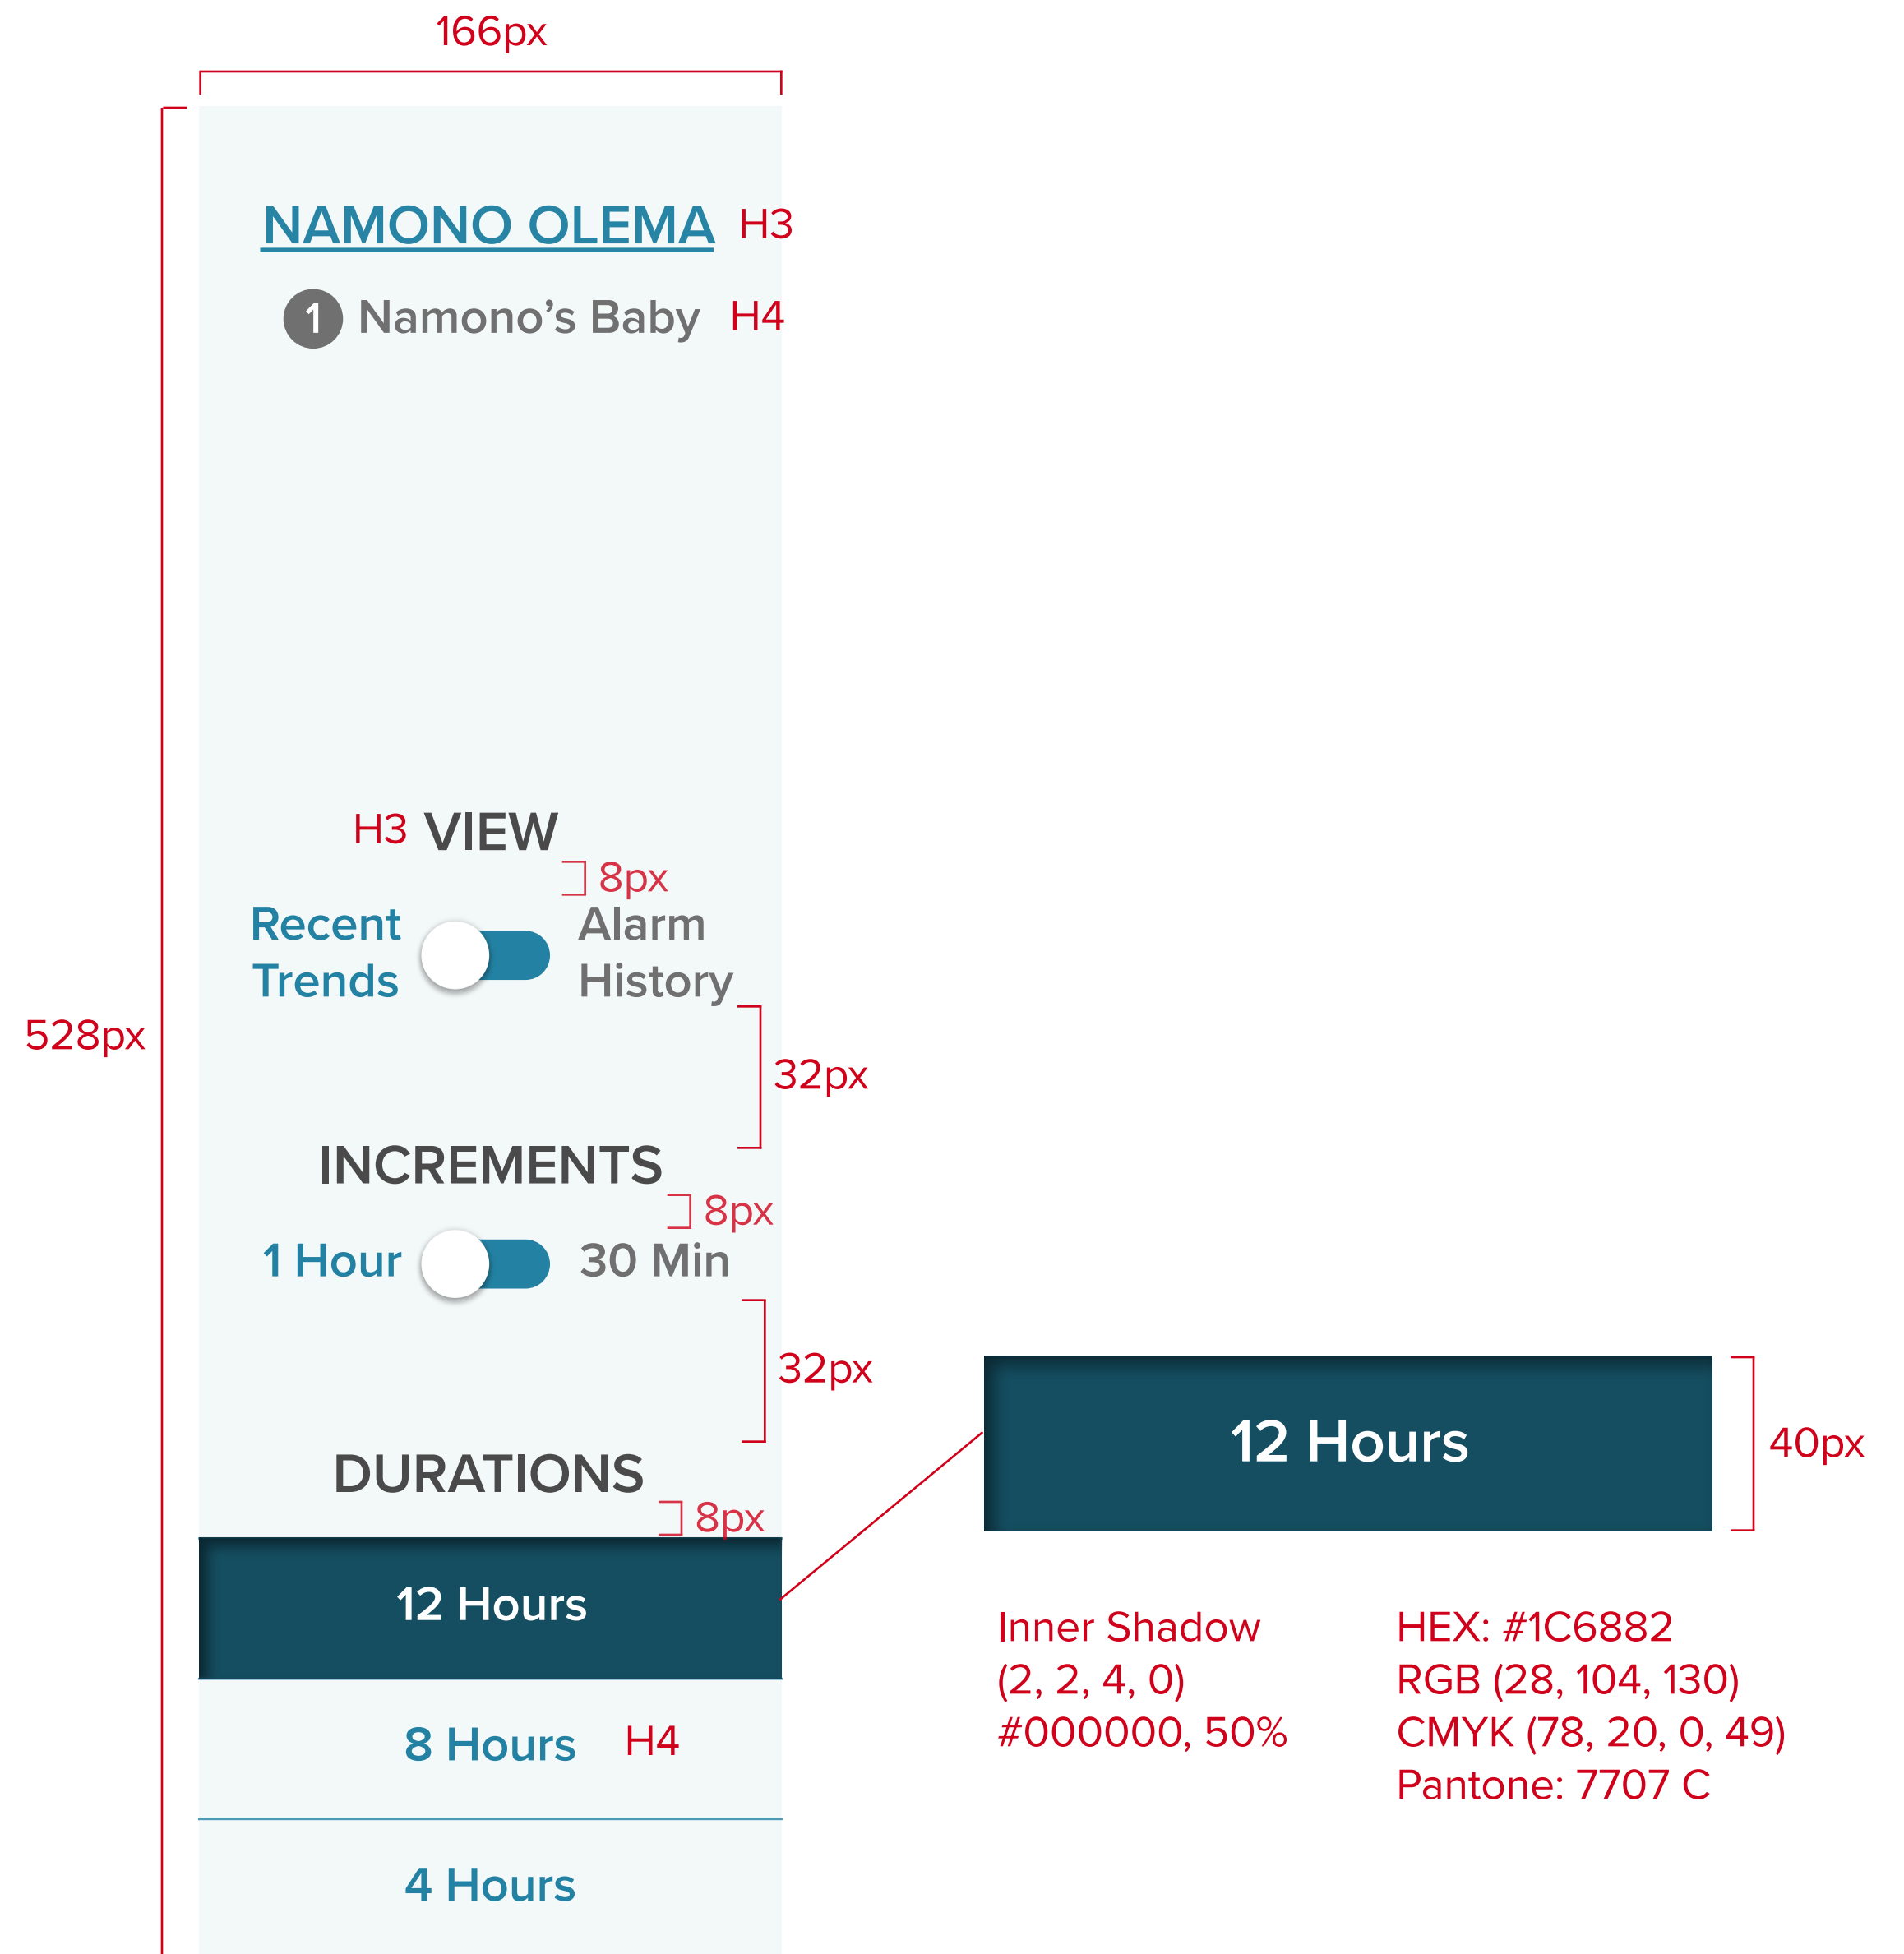 166px
NAMONO OLEMA H3
1 Namono’s Baby H4
H3 VIEW
8px
Recent Trends
Alarm History
528px
32px
INCREMENTS
8px
1 Hour 30 Min
32px
DURATIONS
8px
12 Hours
12 Hours
40px
8 Hours H4
4 Hours
Inner Shadow
(2, 2, 4, 0)
#000000, 50%
HEX: #1C6882
RGB (28, 104, 130)
CMYK (78, 20, 0, 49)
Pantone: 7707 C